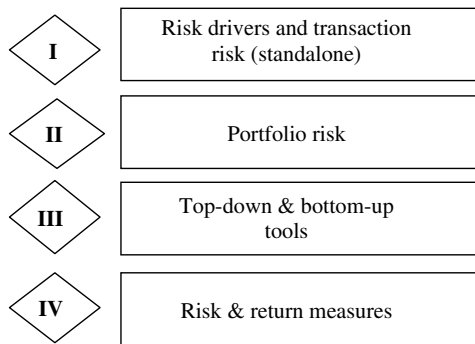 I
Risk drivers and transaction
risk (standalone)
II
Portfolio risk
III
Top-down & bottom-up
tools
IV
Risk & return measures